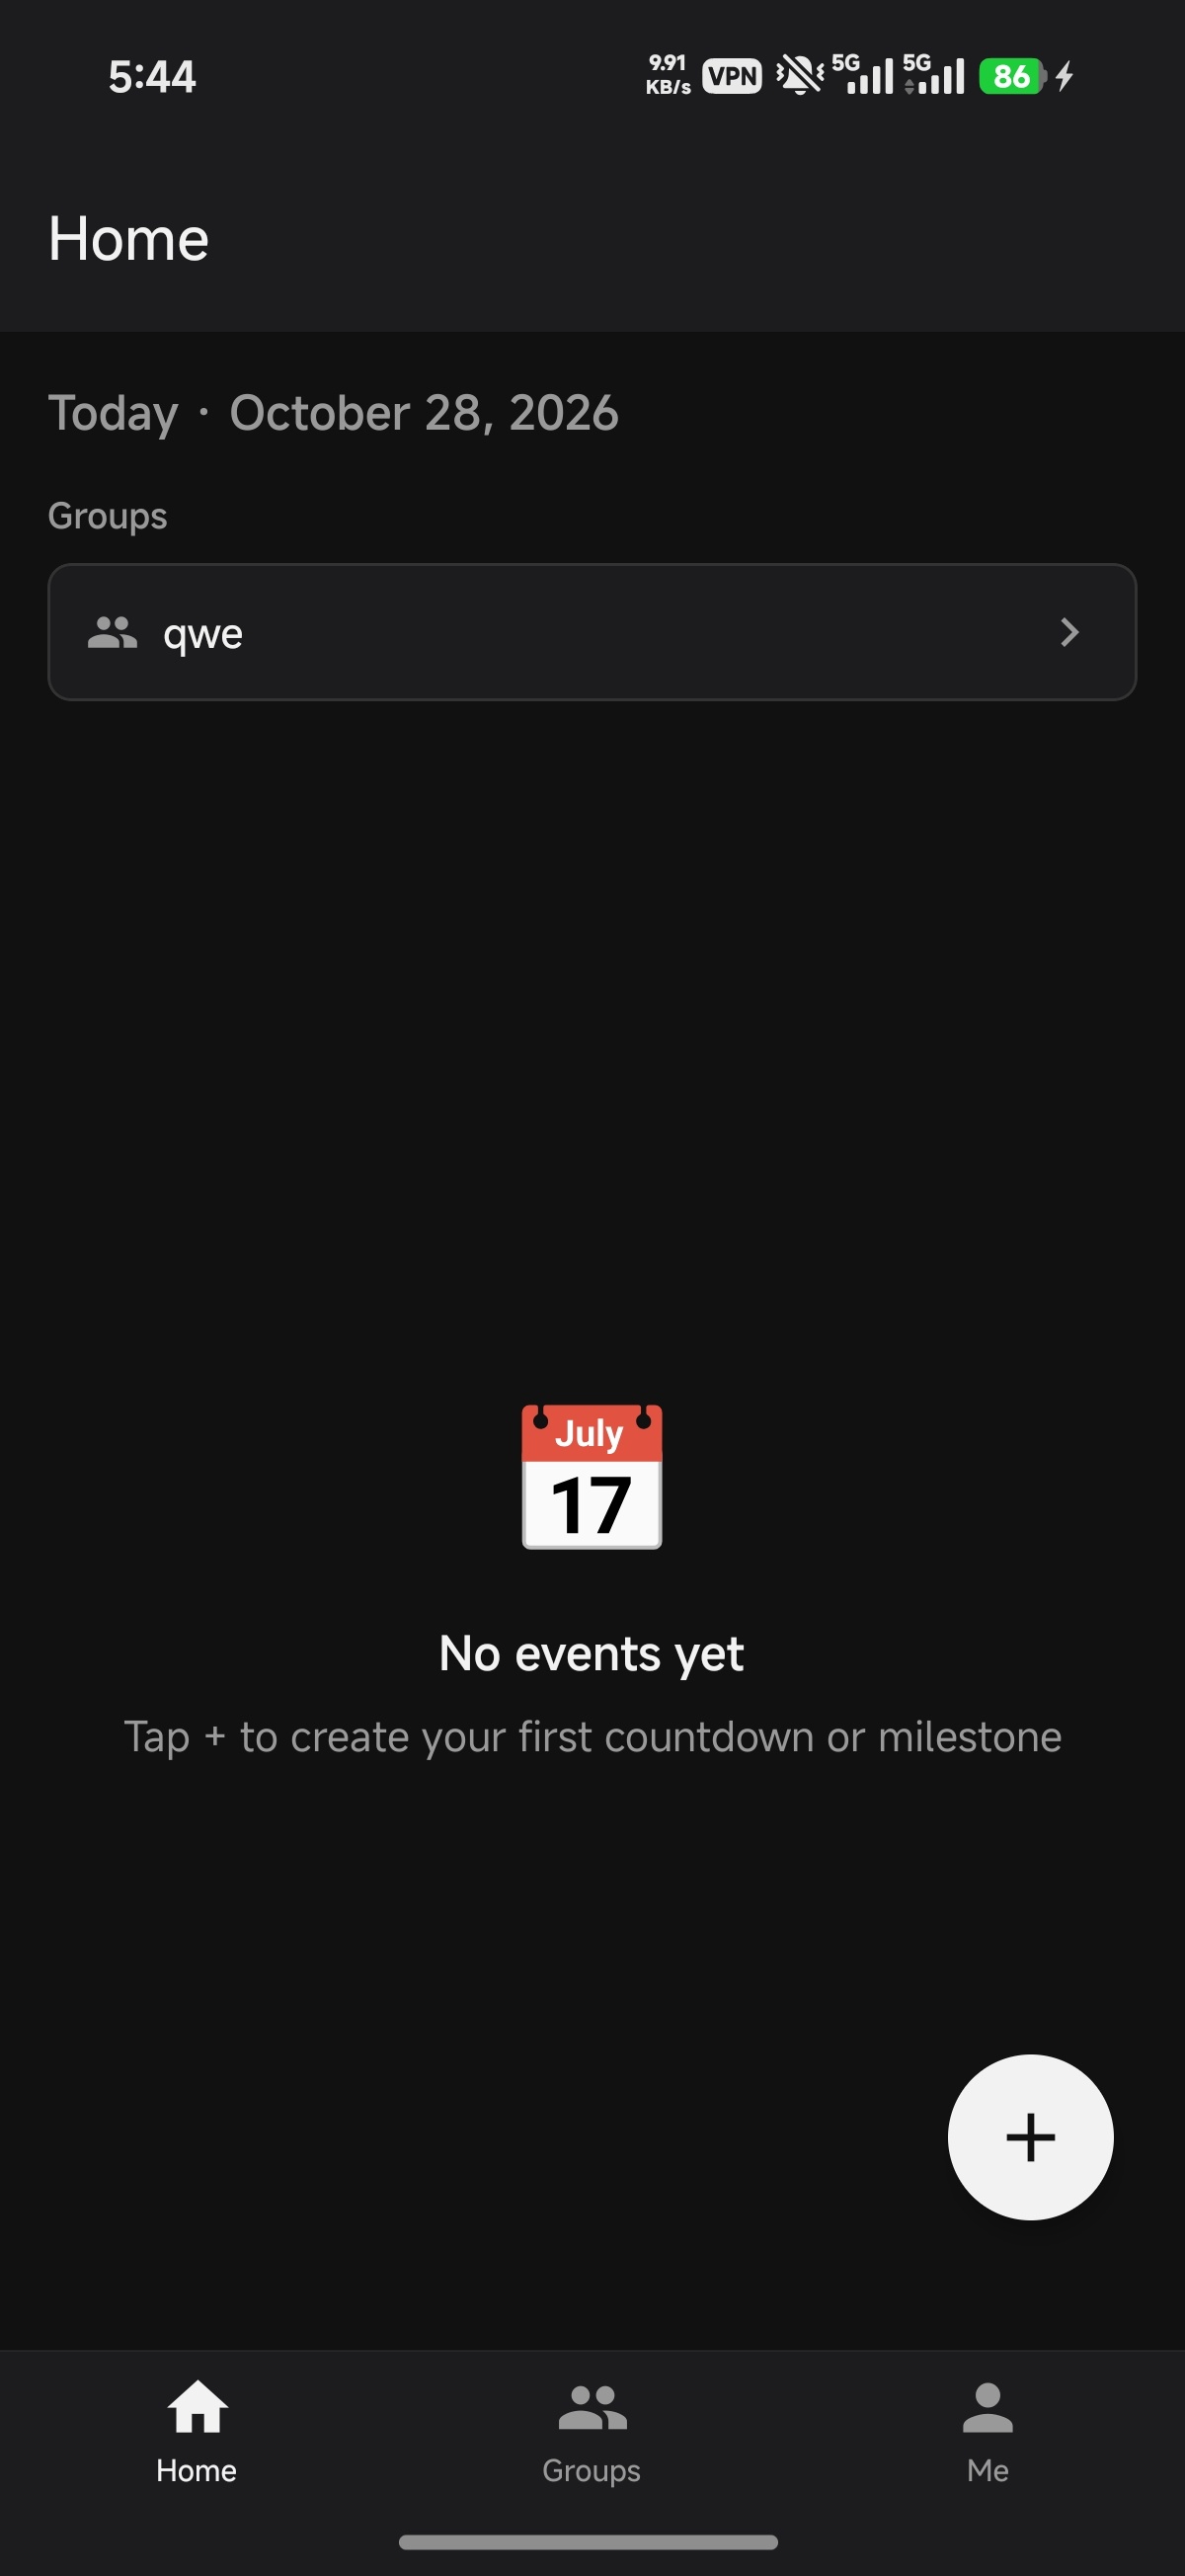 5:44
9.91
KB/s
VPN
5G
5G
86
Home
Today · October 28, 2026
Groups
qwe
July
17
No events yet
Tap + to create your first countdown or milestone
Home
Groups
Me